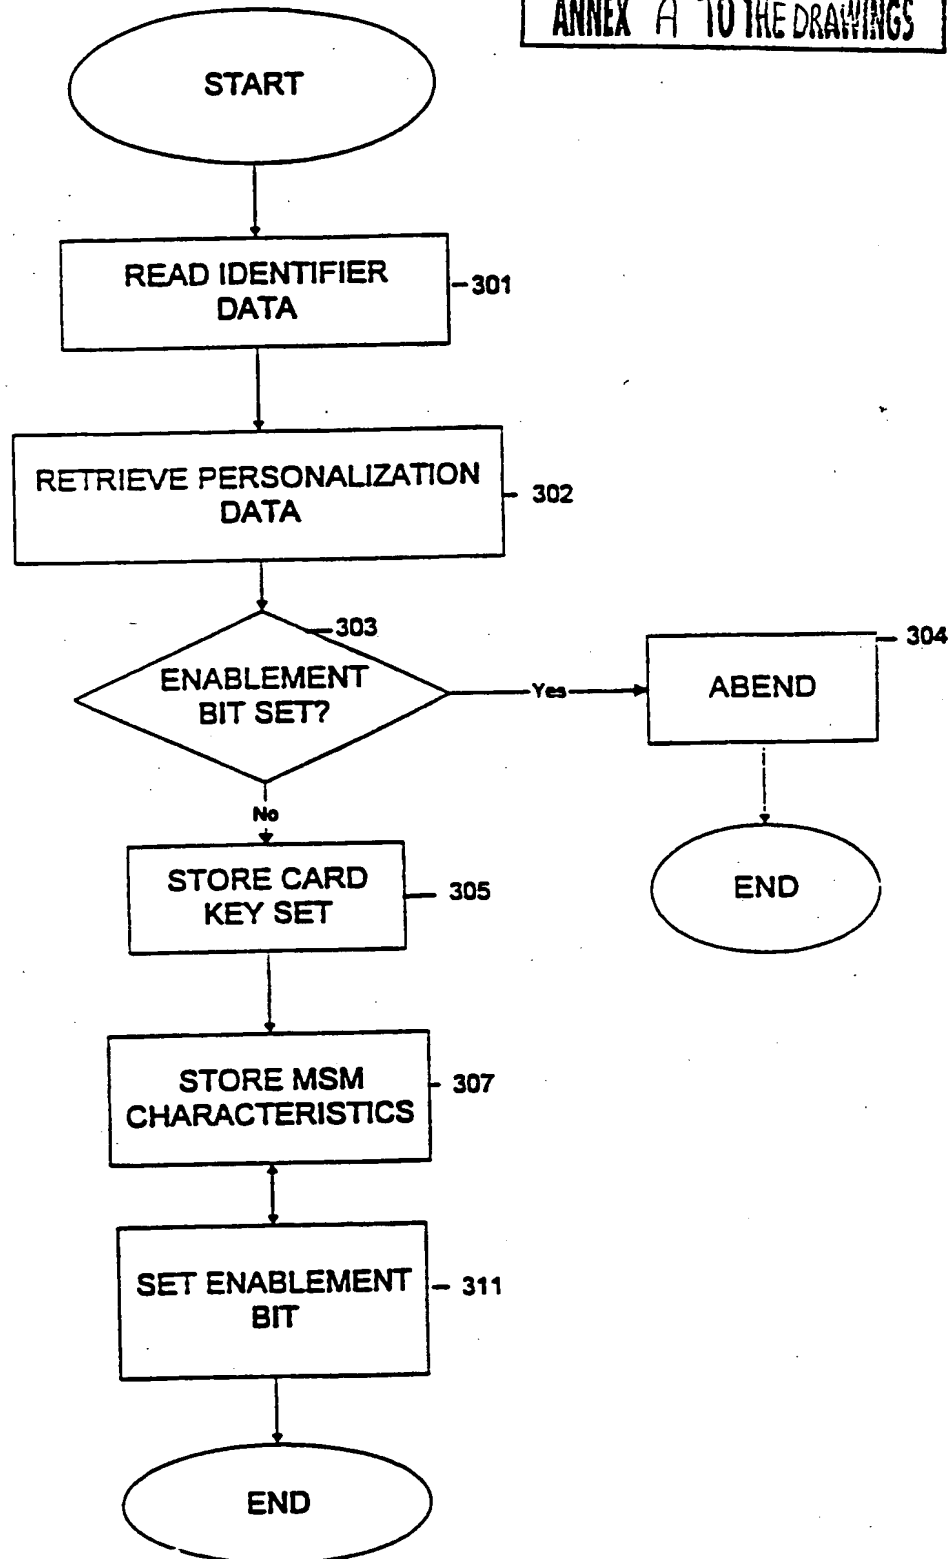 ANNEX A TO THE DRAWINGS
START
READ IDENTIFIER
DATA
301
RETRIEVE PERSONALIZATION
DATA
302
303
ENABLEMENT
BIT SET?
Yes
304
ABEND
No
END
STORE CARD
KEY SET
305
STORE MSM
CHARACTERISTICS
307
SET ENABLEMENT
BIT
311
END